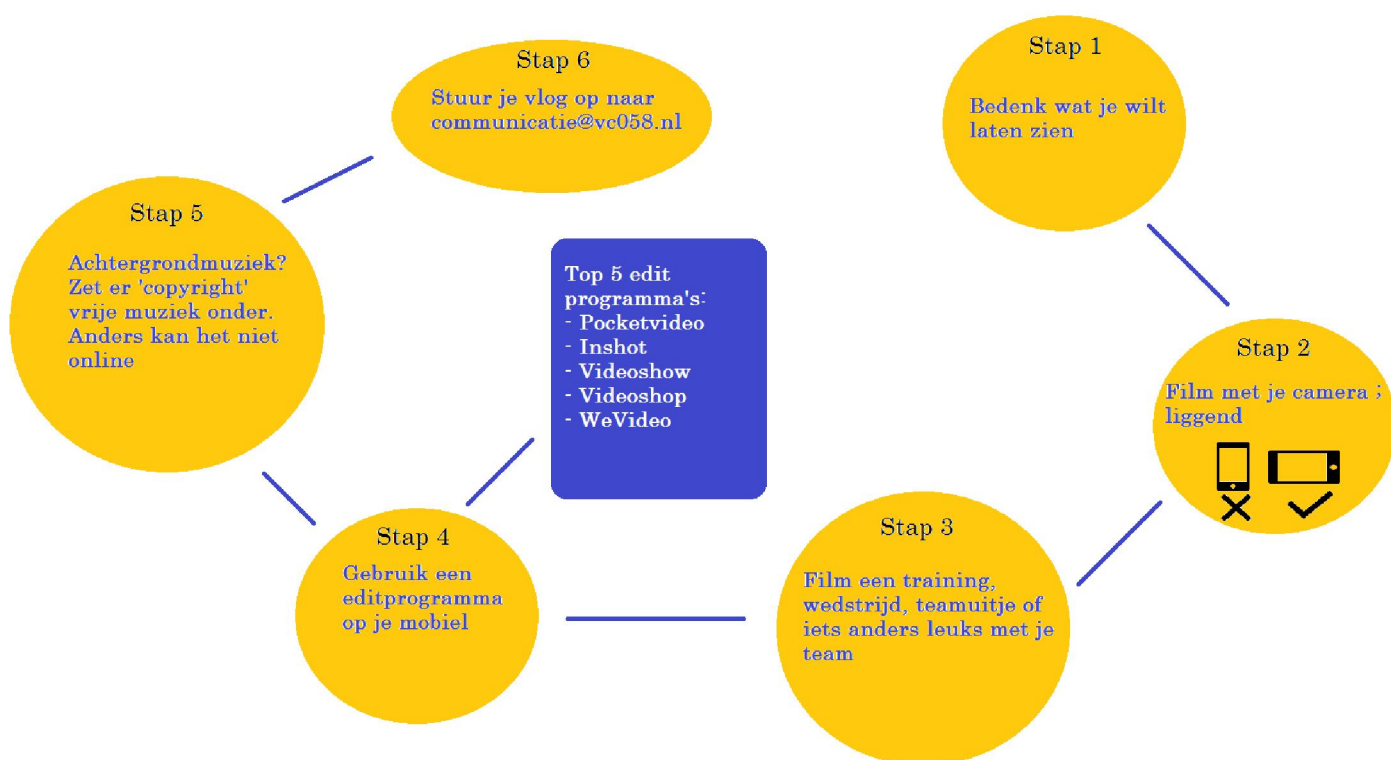 Stap 1
Bedenk wat je wilt
laten zien
Stap 2
Film met je camera ;
liggend
Stap 3
Film een training,
wedstrijd, teamuitje of
iets anders leuks met je
team
Stap 4
Gebruik een
editprogramma
op je mobiel
Top 5 edit
programma's:
- Pocketvideo
- Inshot
- Videoshow
- Videoshop
- WeVideo
Stap 5
Achtergrondmuziek?
Zet er 'copyright'
vrije muziek onder.
Anders kan het niet
online
Stap 6
Stuur je vlog op naar
communicatie@vc058.nl